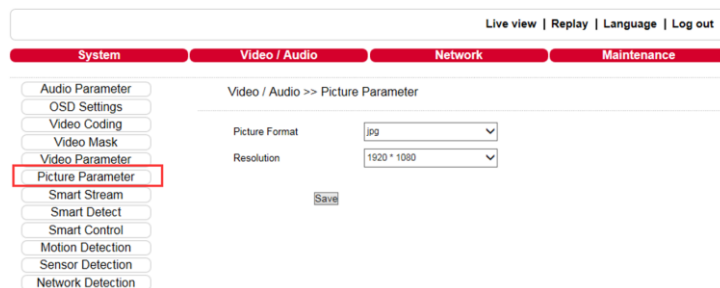 Live view | Replay | Language | Log out
System Video / Audio Network Maintenance
Audio Parameter
OSD Settings
Video Coding
Video Mask
Video Parameter
Picture Parameter
Smart Stream
Smart Detect
Smart Control
Motion Detection
Sensor Detection
Network Detection
Video / Audio >> Picture Parameter
Picture Format jpg
Resolution 1920 * 1080
Save